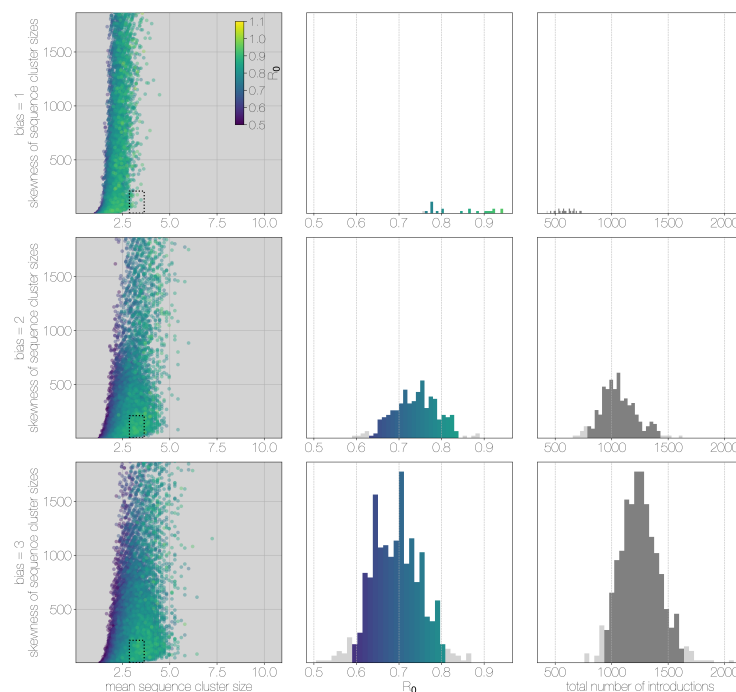 skewness of sequence cluster sizes
bias = 1
1500
1000
500
2.5 5.0 7.5 10.0
1.1
1.0
0.9
0.8
0.7
0.6
0.5
R0
0.5 0.6 0.7 0.8 0.9
500 1000 1500 2000
skewness of sequence cluster sizes
bias = 2
1500
1000
500
2.5 5.0 7.5 10.0
0.5 0.6 0.7 0.8 0.9
500 1000 1500 2000
skewness of sequence cluster sizes
bias = 3
1500
1000
500
2.5 5.0 7.5 10.0
mean sequence cluster size
0.5 0.6 0.7 0.8 0.9
R0
500 1000 1500 2000
total number of introductions